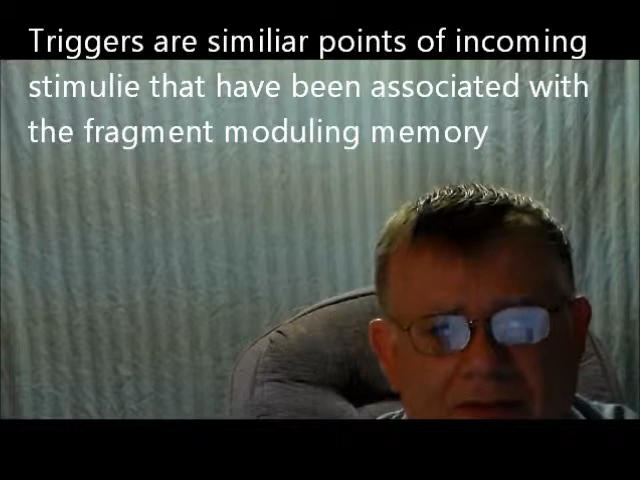 Triggers are similiar points of incoming
stimulie that have been associated with
the fragment moduling memory